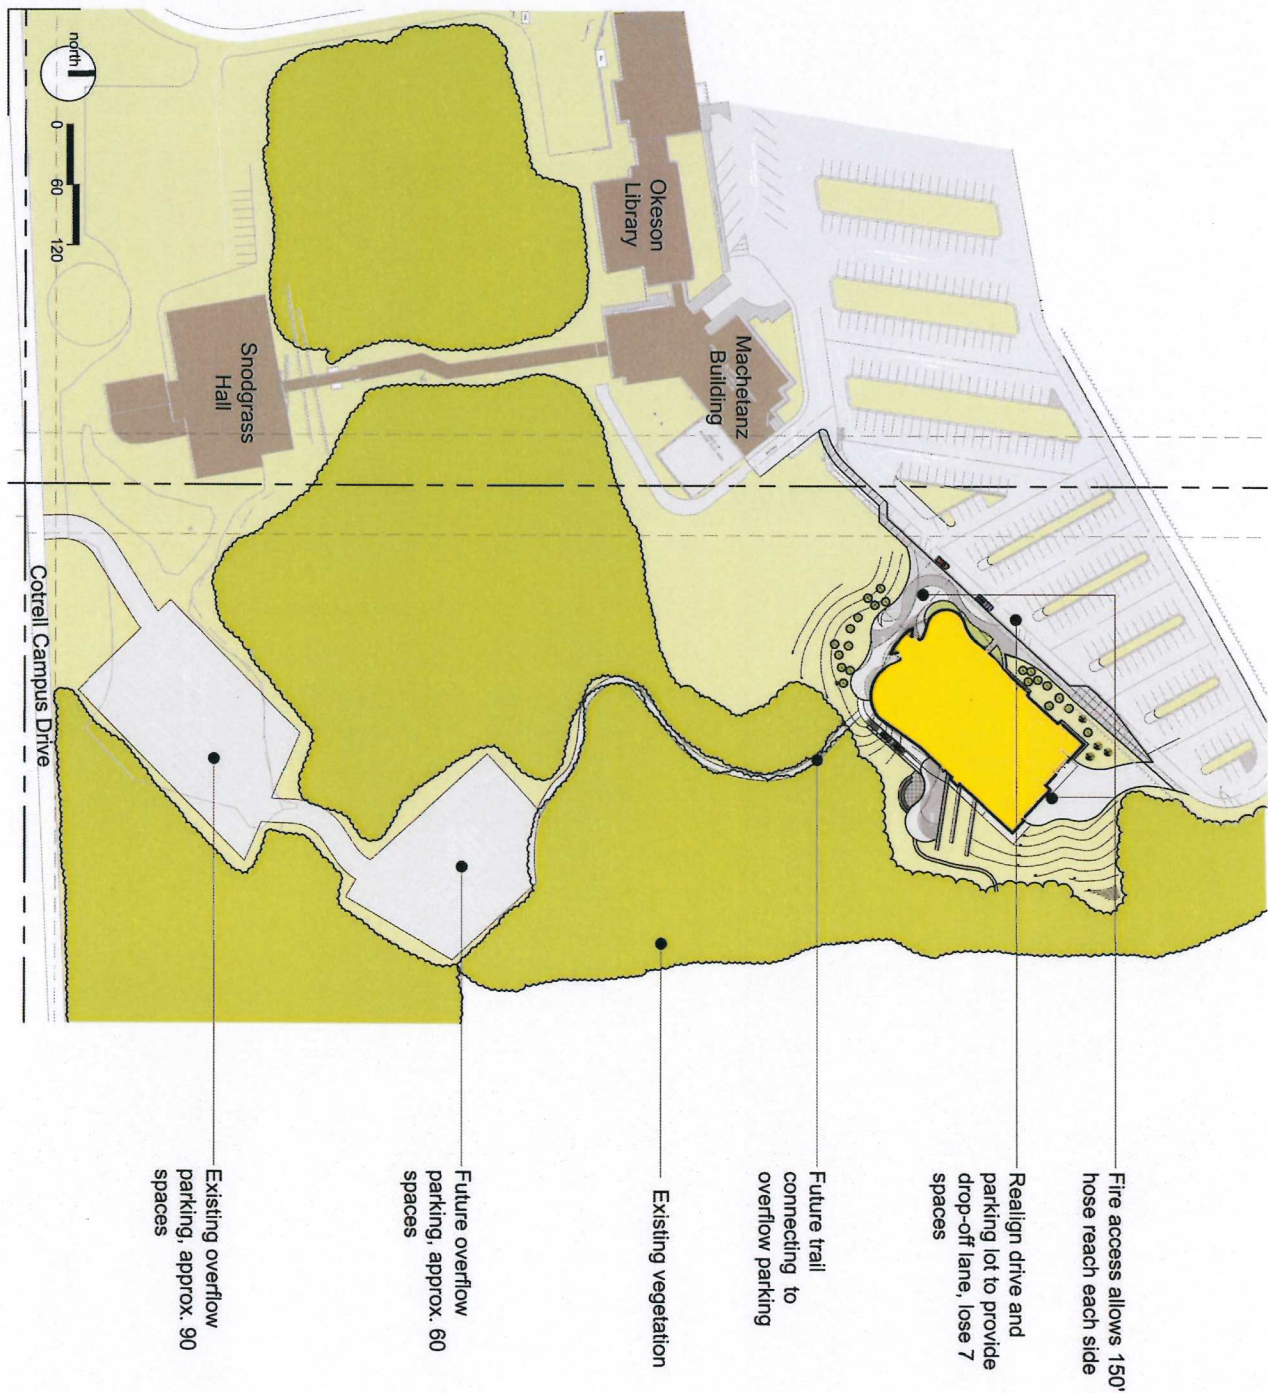 Fire access allows 150'
hose reach each side
Realign drive and
parking lot to provide
drop-off lane, lose 7
spaces
Future trail
connecting to
overflow parking
Existing vegetation
Future overflow
parking, approx. 60
spaces
Existing overflow
parking, approx. 90
spaces
Okeson
Library
Machetanz
Building
Snodgrass
Hall
Cotrell Campus Drive
north
0 60 120